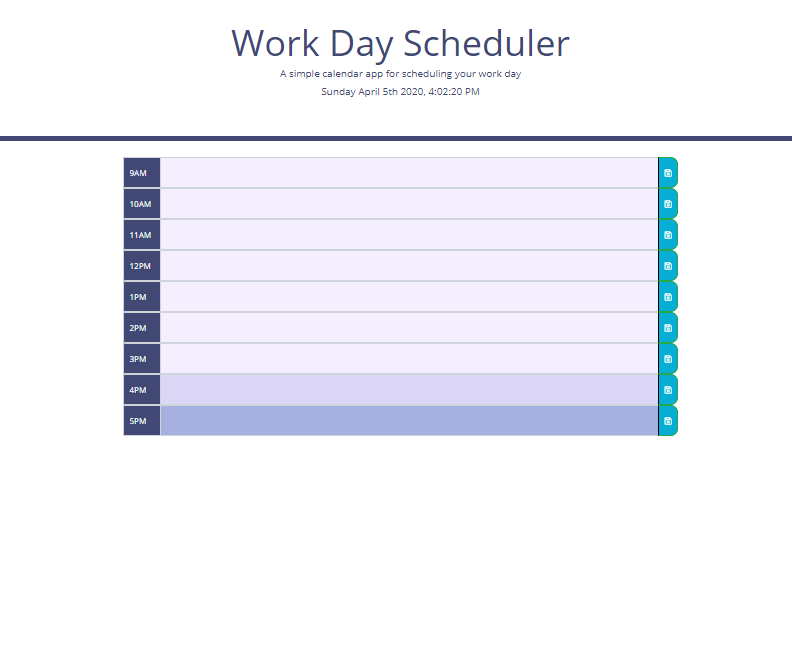 Work Day Scheduler
A simple calendar app for scheduling your work day
Sunday April 5th 2020, 4:02:20 PM
9AM
10AM
11AM
12PM
1PM
2PM
3PM
4PM
5PM